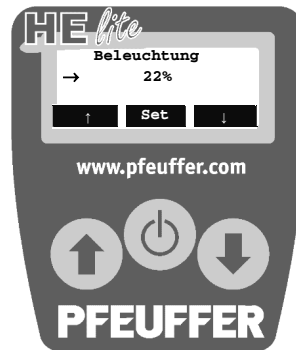 HE lite
Beleuchtung
→ 22%
↑ Set ↓
www.pfeuffer.com
PFEUFFER